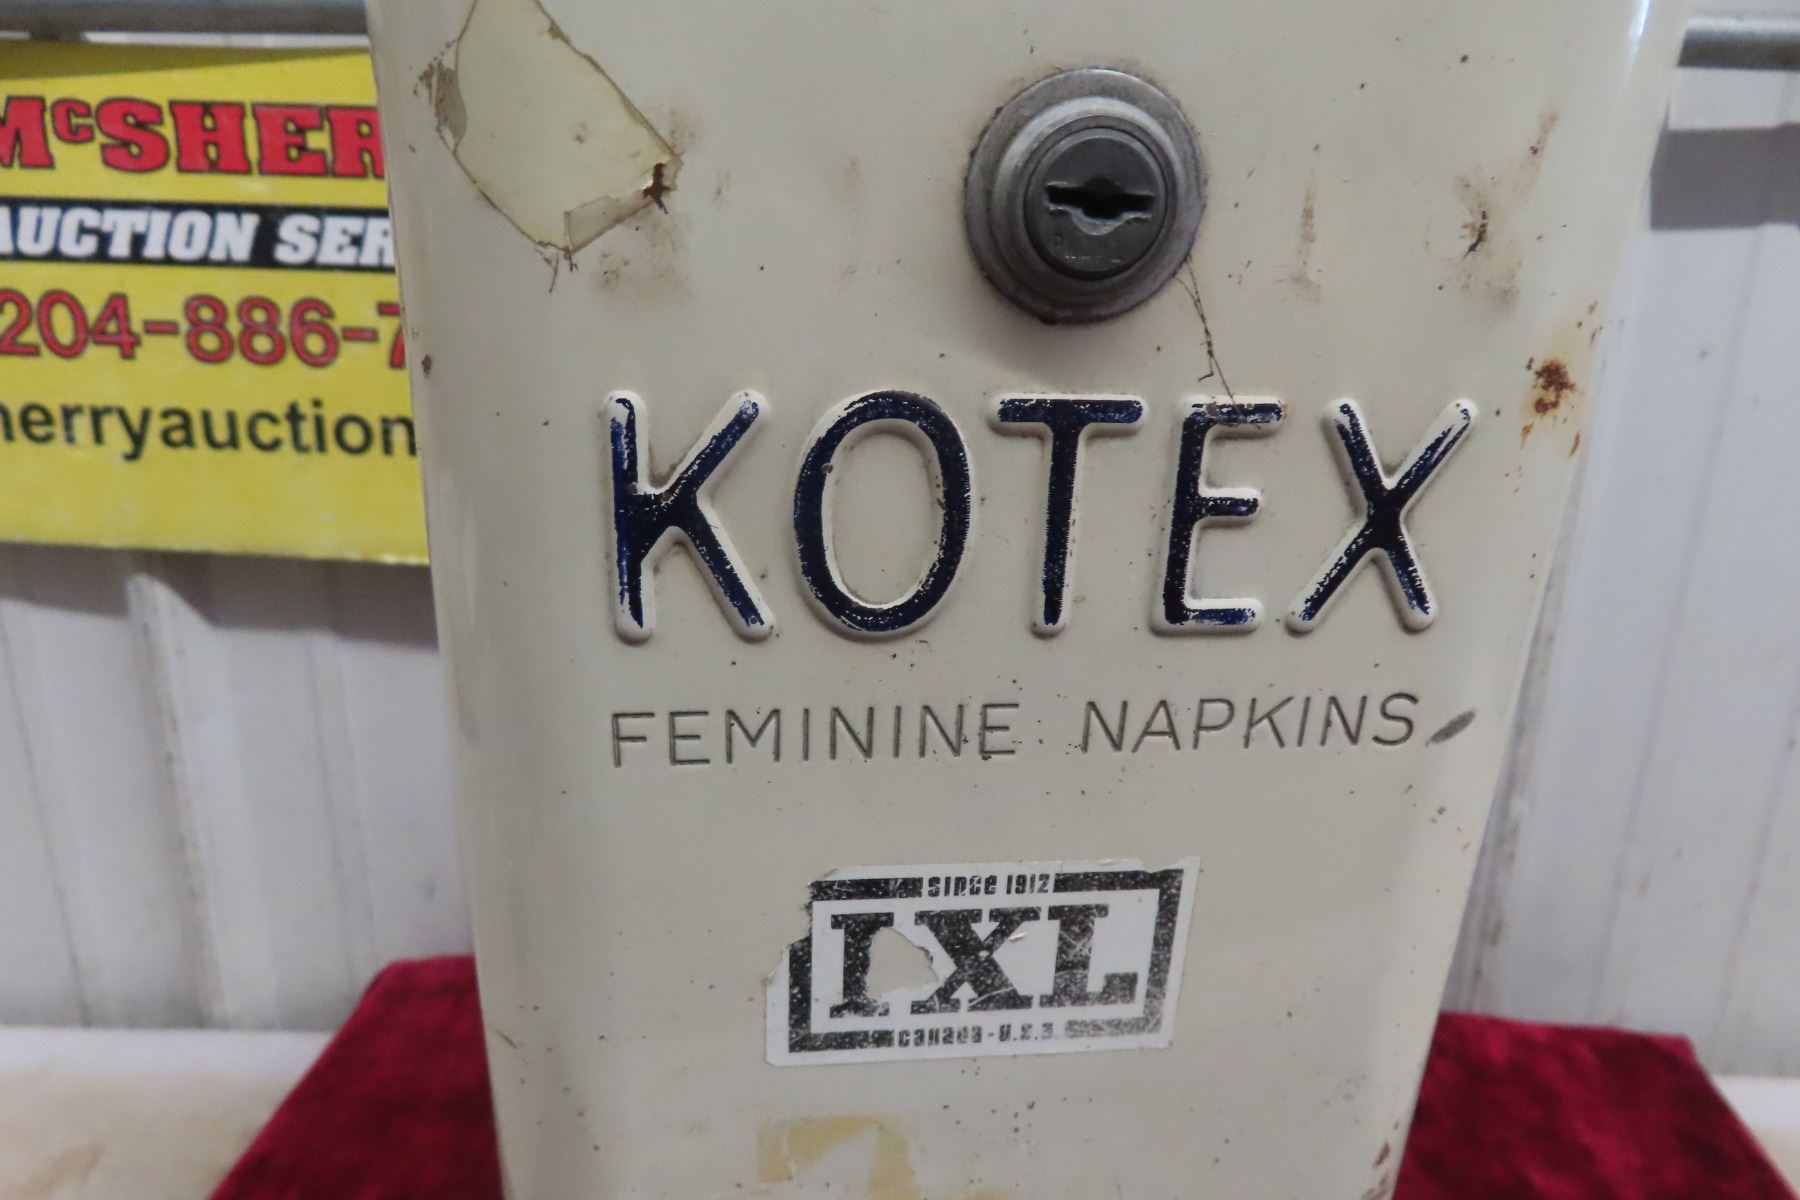 McSHER
AUCTION SER
204-886-7
herryauction
KOTEX
FEMININE NAPKINS
SINCE 1912
IXL
CANADA - U.S.A.